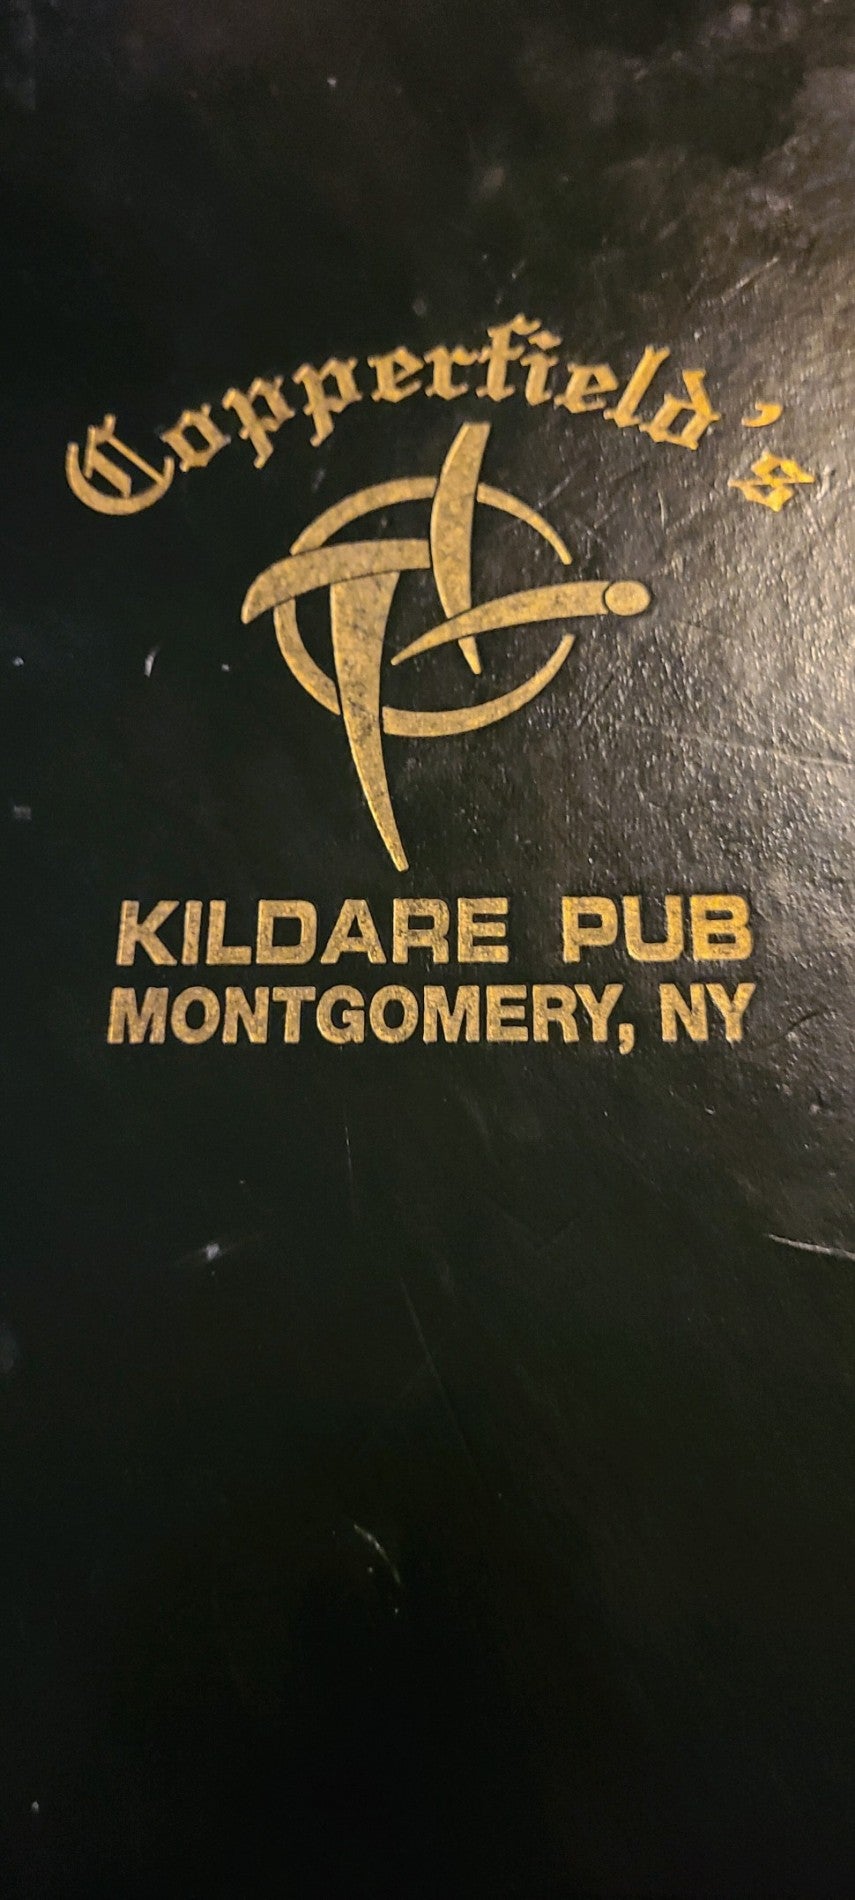 Copperfield's
KILDARE PUB
MONTGOMERY, NY